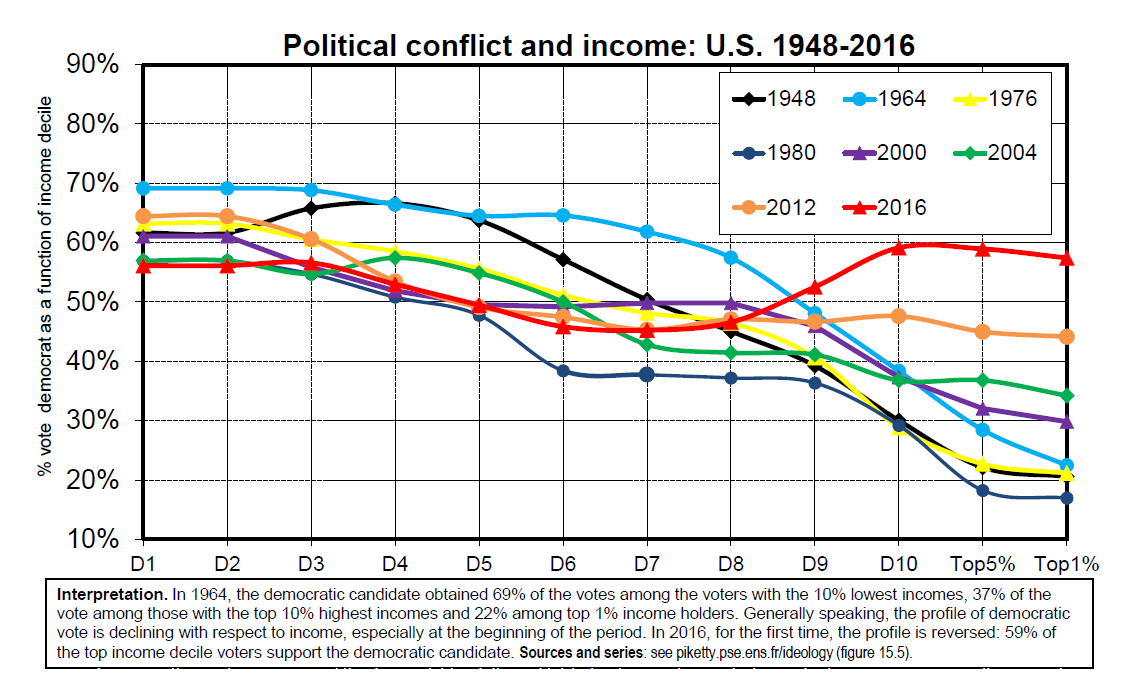 Political conflict and income: U.S. 1948-2016
% vote democrat as a function of income decile
90%
80%
70%
60%
50%
40%
30%
20%
10%
1948 1964 1976
1980 2000 2004
2012 2016
D1 D2 D3 D4 D5 D6 D7 D8 D9 D10 Top5% Top1%
Interpretation. In 1964, the democratic candidate obtained 69% of the votes among the voters with the 10% lowest incomes, 37% of the
vote among those with the top 10% highest incomes and 22% among top 1% income holders. Generally speaking, the profile of democratic
vote is declining with respect to income, especially at the beginning of the period. In 2016, for the first time, the profile is reversed: 59% of
the top income decile voters support the democratic candidate. Sources and series: see piketty.pse.ens.fr/ideology (figure 15.5).